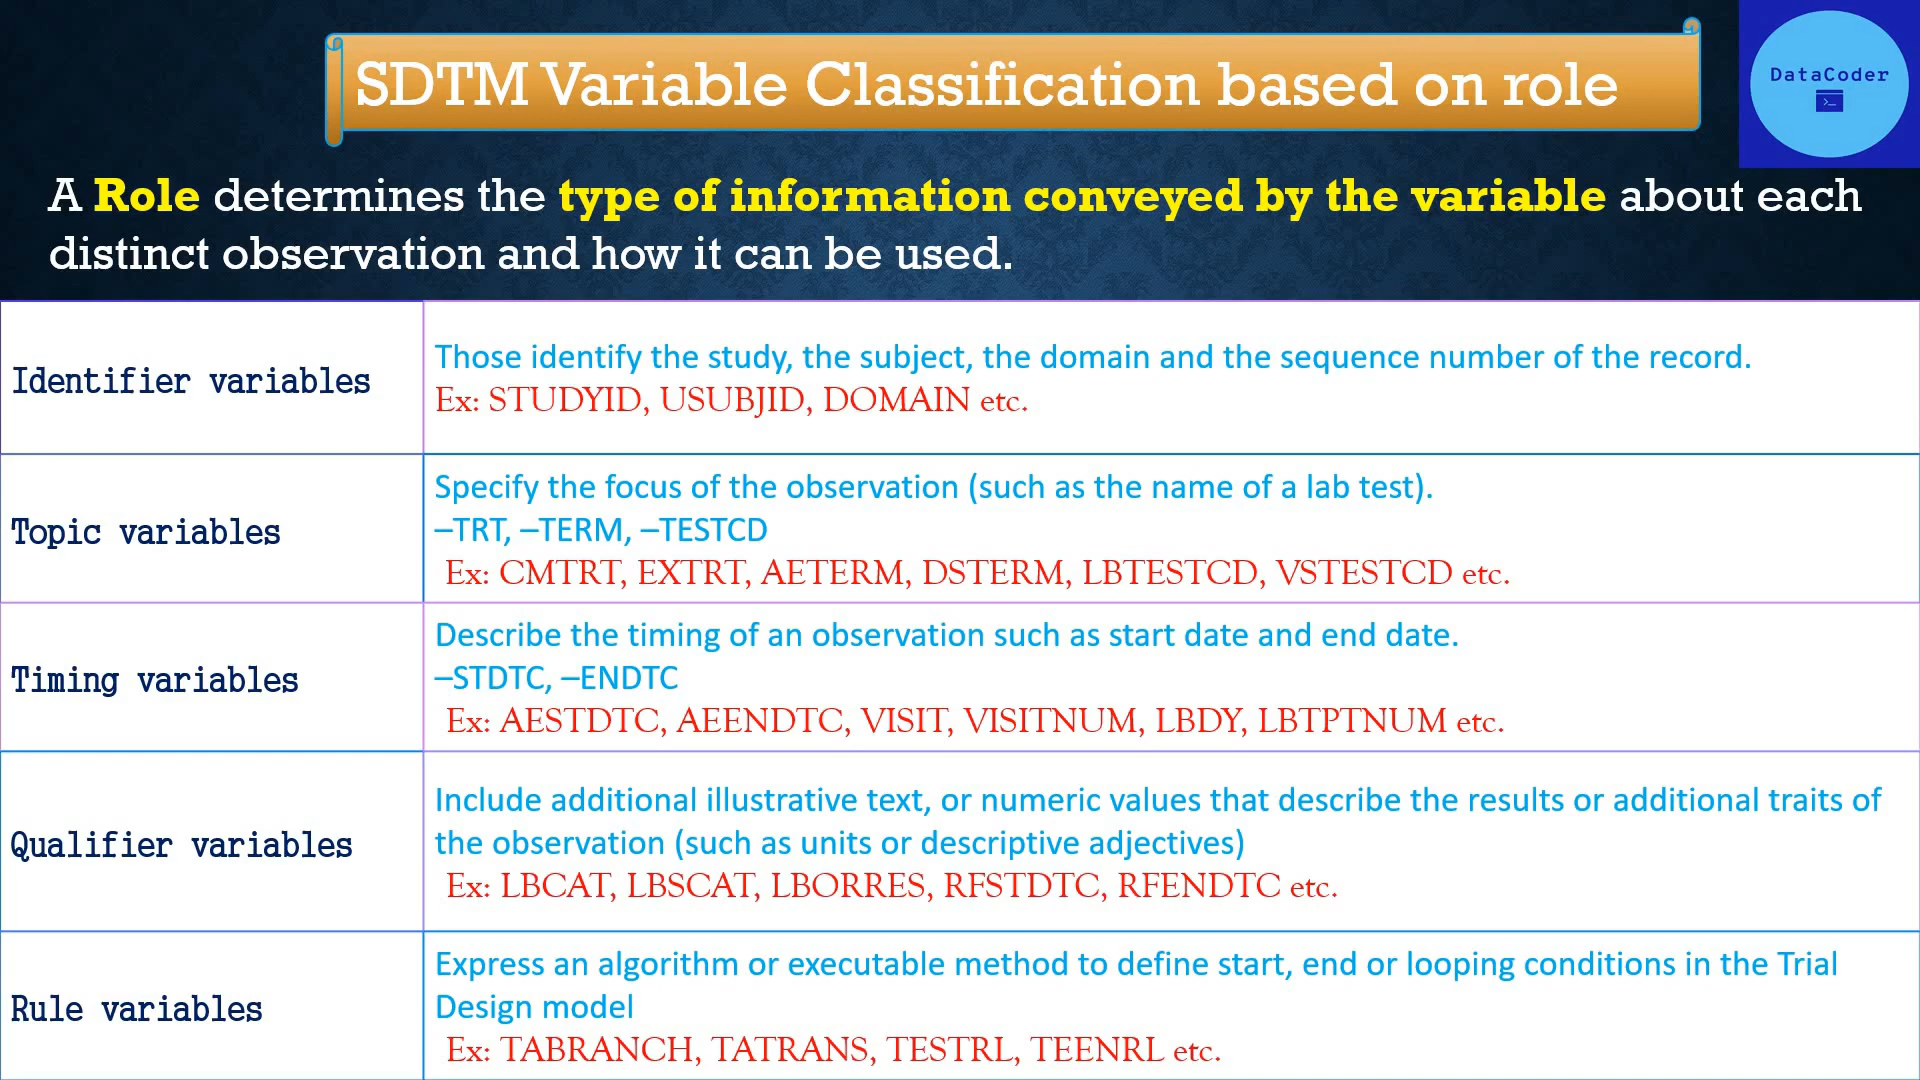 SDTM Variable Classification based on role
DataCoder
A Role determines the type of information conveyed by the variable about each
distinct observation and how it can be used.
Identifier variables
Those identify the study, the subject, the domain and the sequence number of the record.
Ex: STUDYID, USUBJID, DOMAIN etc.
Topic variables
Specify the focus of the observation (such as the name of a lab test).
–TRT, –TERM, –TESTCD
Ex: CMTRT, EXTRT, AETERM, DSTERM, LBTESTCD, VSTESTCD etc.
Timing variables
Describe the timing of an observation such as start date and end date.
–STDTC, –ENDTC
Ex: AESTDTC, AEENDTC, VISIT, VISITNUM, LBDY, LBTPTNUM etc.
Qualifier variables
Include additional illustrative text, or numeric values that describe the results or additional traits of
the observation (such as units or descriptive adjectives)
Ex: LBCAT, LBSCAT, LBORRES, RFSTDTC, RFENDTC etc.
Rule variables
Express an algorithm or executable method to define start, end or looping conditions in the Trial
Design model
Ex: TABRANCH, TATRANS, TESTRL, TEENRL etc.